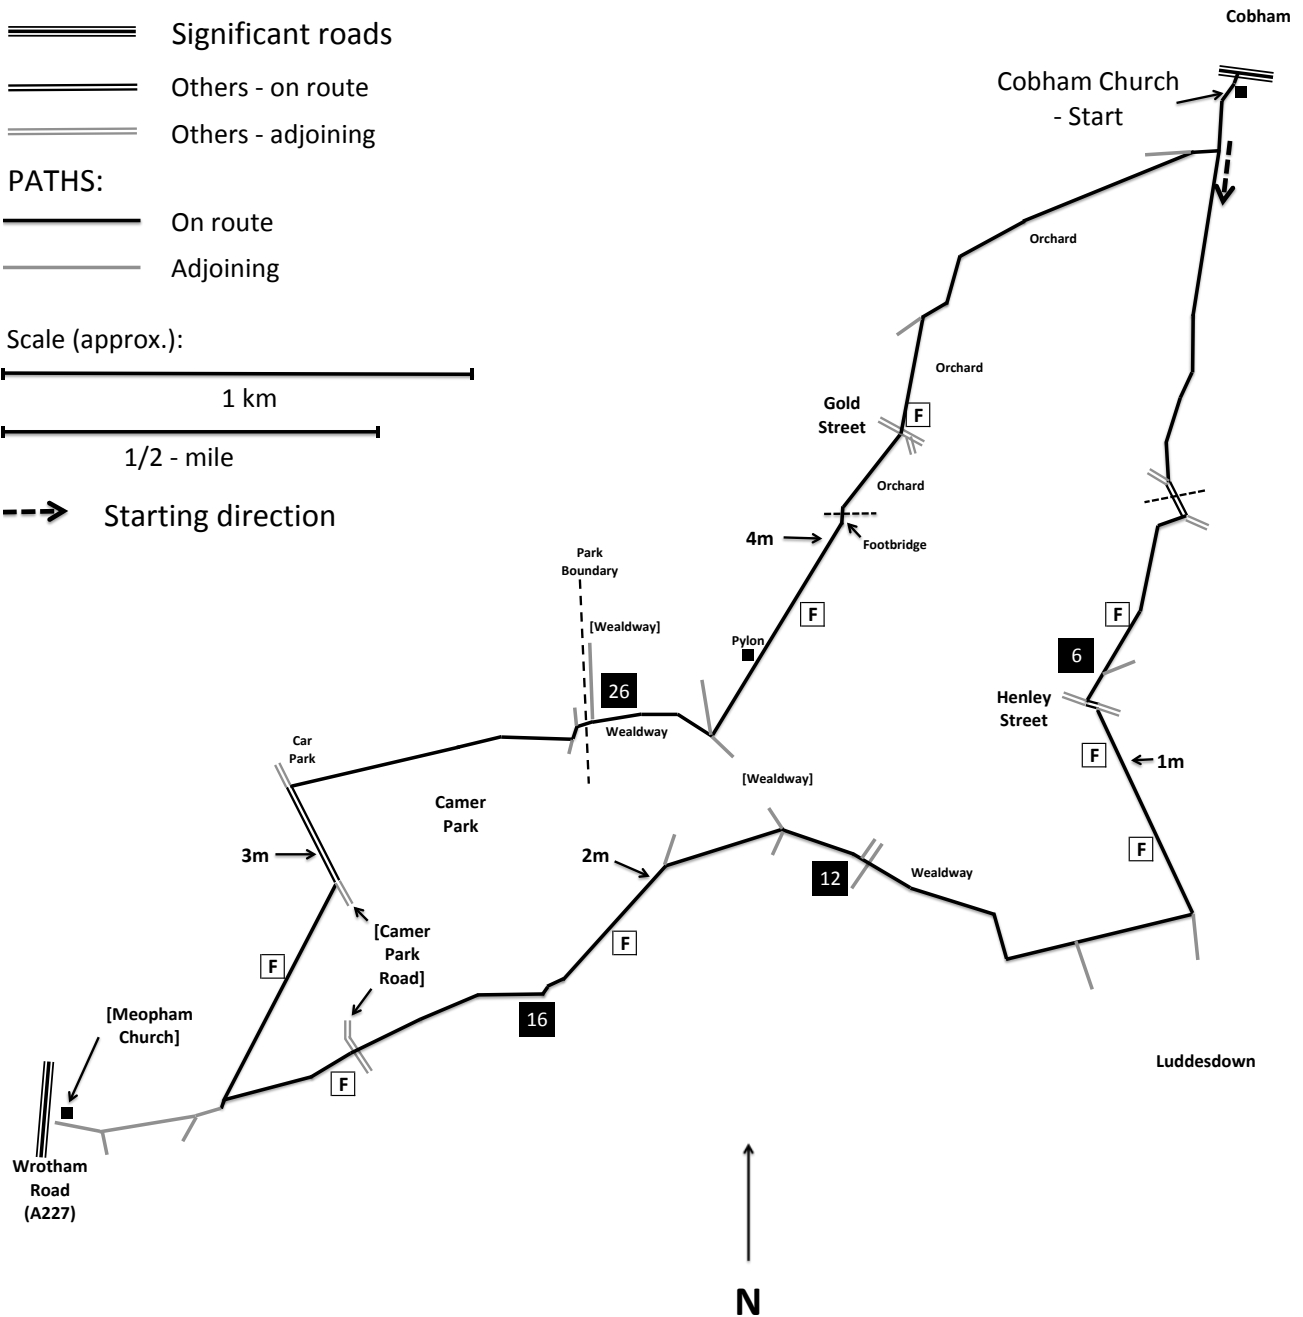 Significant roads
Others - on route
Others - adjoining
PATHS:
On route
Adjoining
Scale (approx.):
1 km
1/2 - mile
Starting direction
Cobham
Cobham Church
- Start
Orchard
Orchard
Gold
Street
F
Orchard
4m
Footbridge
Park
Boundary
[Wealdway]
F
Pylon
F
6
26
Henley
Street
Wealdway
Car
Park
F
1m
[Wealdway]
Camer
Park
3m
2m
F
12
Wealdway
[Camer
Park
Road]
F
F
[Meopham
Church]
16
Luddesdown
F
Wrotham
Road
(A227)
N